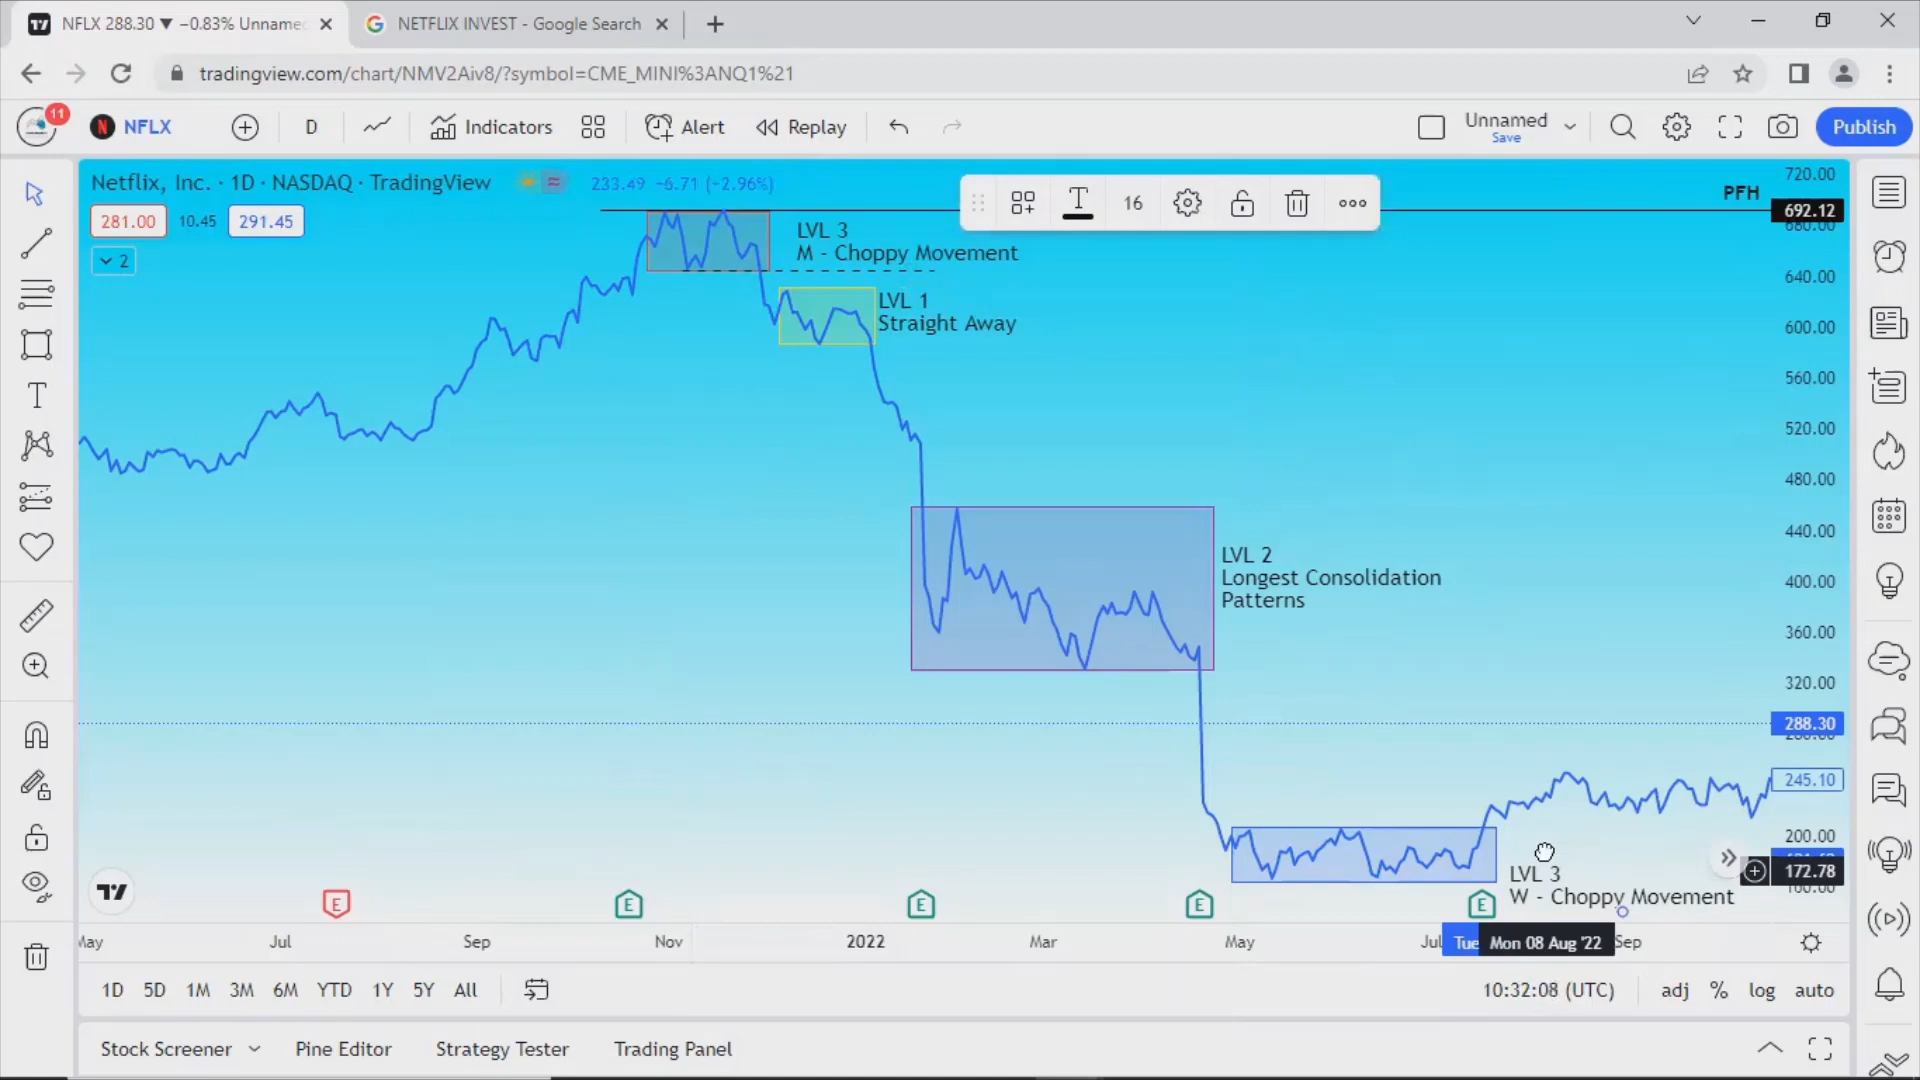 NFLX 288.30 ▼ −0.83% Unname
NETFLIX INVEST - Google Search
tradingview.com/chart/NMV2Aiv8/?symbol=CME_MINI%3ANQ1%21
11
NFLX
D
Indicators
Alert
Replay
Unnamed
Save
Publish
Netflix, Inc. · 1D · NASDAQ · TradingView
233.49 −6.71 (−2.96%)
281.00
10.45
291.45
2
16
PFH
720.00
692.12
680.00
640.00
600.00
560.00
520.00
480.00
440.00
400.00
360.00
320.00
288.30
245.10
200.00
172.78
160.00
LVL 3
M - Choppy Movement
LVL 1
Straight Away
LVL 2
Longest Consolidation
Patterns
LVL 3
W - Choppy Movement
E
E
E
E
E
May
Jul
Sep
Nov
2022
Mar
May
Jul
Tue
Mon 08 Aug '22
Sep
1D
5D
1M
3M
6M
YTD
1Y
5Y
All
10:32:08 (UTC)
adj
%
log
auto
Stock Screener
Pine Editor
Strategy Tester
Trading Panel